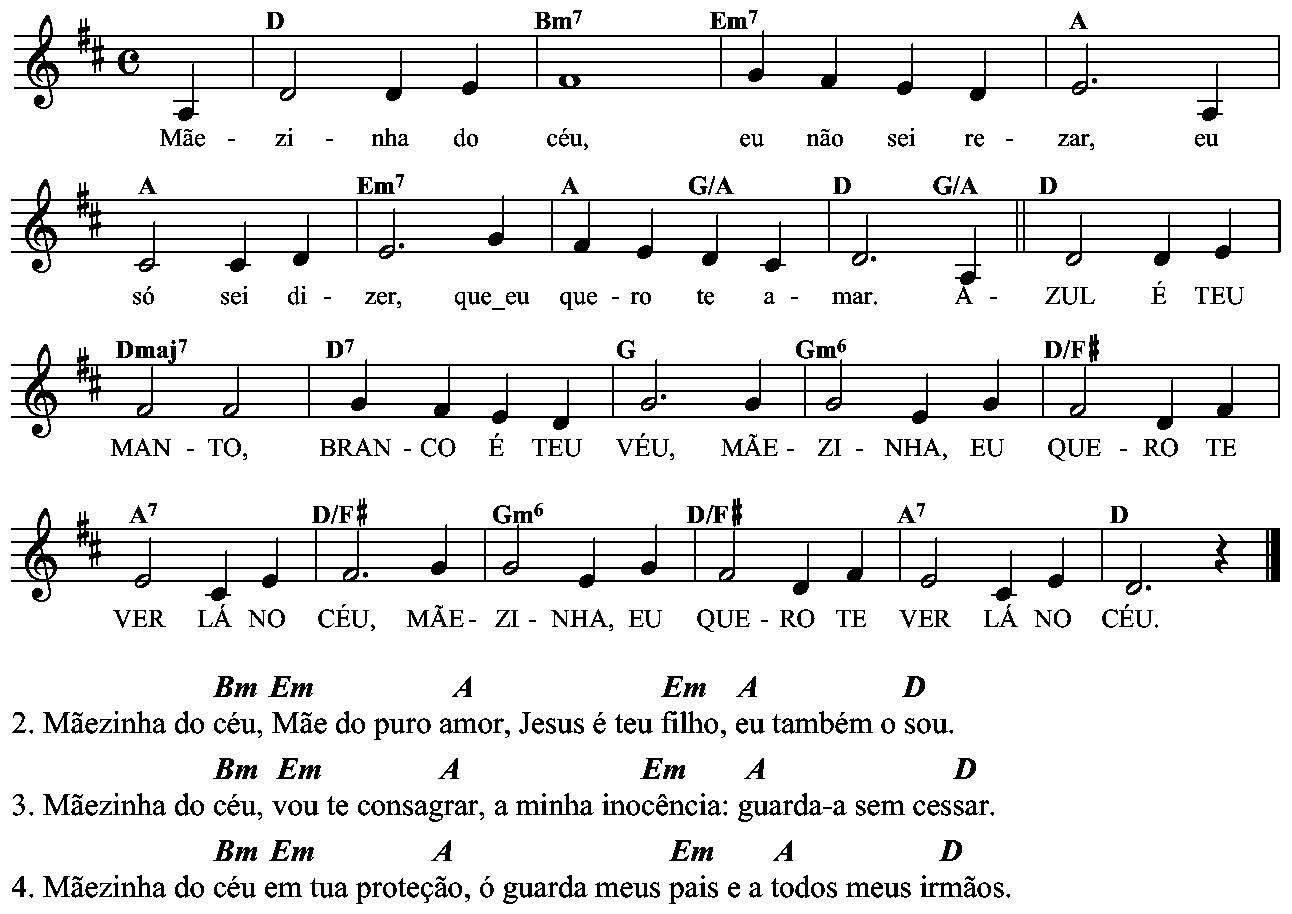 D Bm7 Em7 A
Mãe - zi - nha do céu, eu não sei re - zar, eu
A Em7 A G/A D G/A D
só sei di - zer, que_eu que - ro te a - mar. A - ZUL É TEU
Dmaj7 D7 G Gm6 D/F#
MAN - TO, BRAN - CO É TEU VÉU, MÃE - ZI - NHA, EU QUE - RO TE
A7 D/F# Gm6 D/F# A7 D
VER LÁ NO CÉU, MÃE - ZI - NHA, EU QUE - RO TE VER LÁ NO CÉU.
Bm Em A Em A D
2. Mãezinha do céu, Mãe do puro amor, Jesus é teu filho, eu também o sou.
Bm Em A Em A D
3. Mãezinha do céu, vou te consagrar, a minha inocência: guarda-a sem cessar.
Bm Em A Em A D
4. Mãezinha do céu em tua proteção, ó guarda meus pais e a todos meus irmãos.